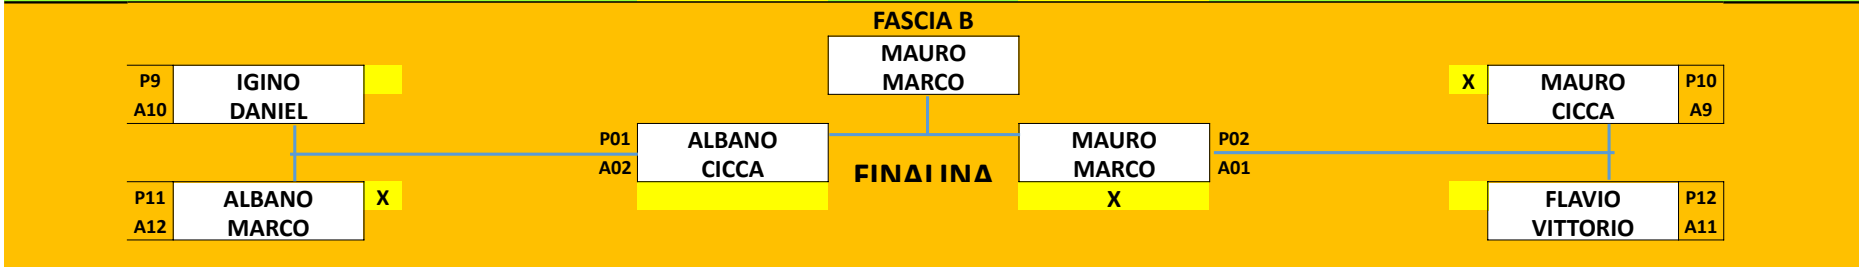 FASCIA B
MAURO
MARCO
P9 IGINO
A10 DANIEL
X MAURO P10
CICCA A9
P01 ALBANO
A02 CICCA
FINALINA
MAURO P02
MARCO A01
X
P11 ALBANO X
A12 MARCO
FLAVIO P12
VITTORIO A11